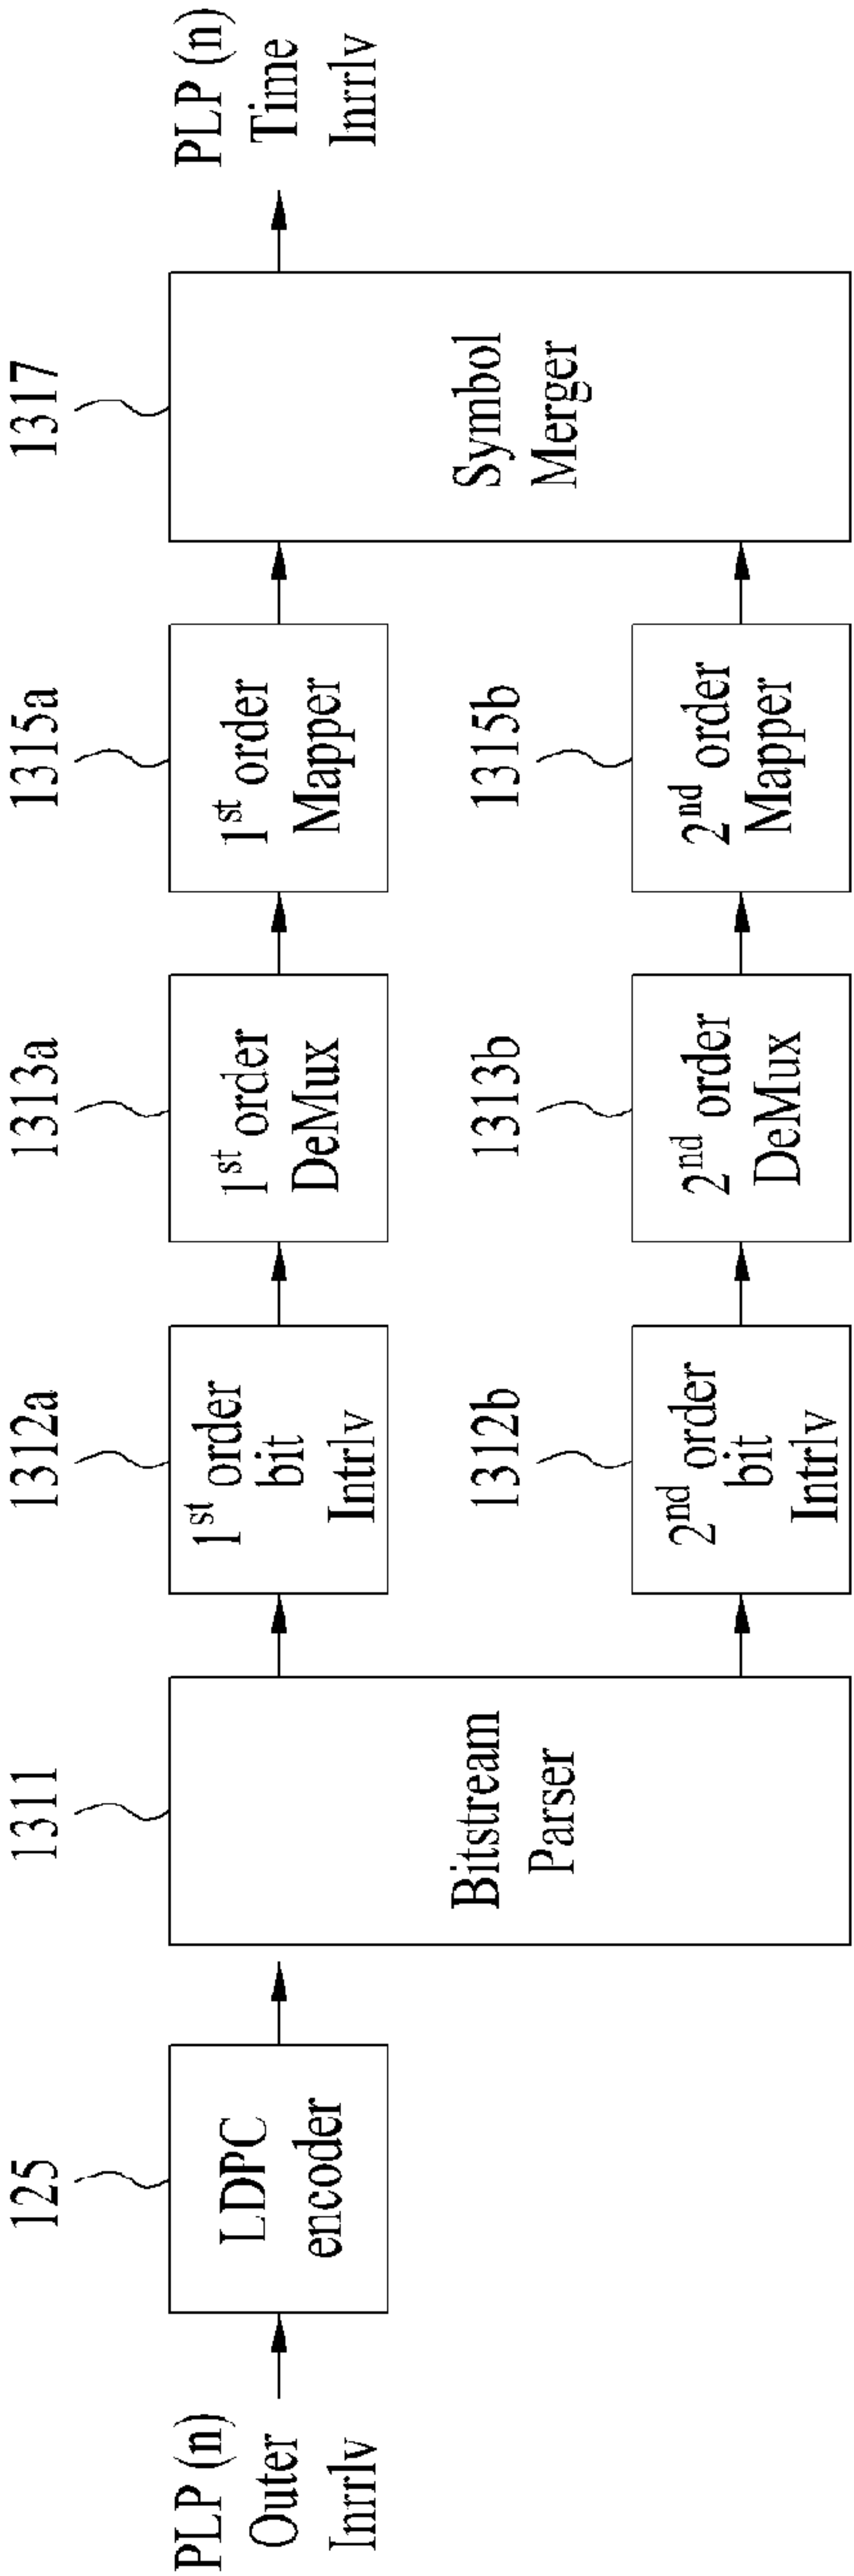 PLP (n)
Outer
Inrrlv
125
LDPC
encoder
1311
Bitstream
Parser
1312a
1st order
bit
Intrlv
1313a
1st order
DeMux
1315a
1st order
Mapper
1312b
2nd order
bit
Intrlv
1313b
2nd order
DeMux
1315b
2nd order
Mapper
1317
Symbol
Merger
PLP (n)
Time
Inrrlv